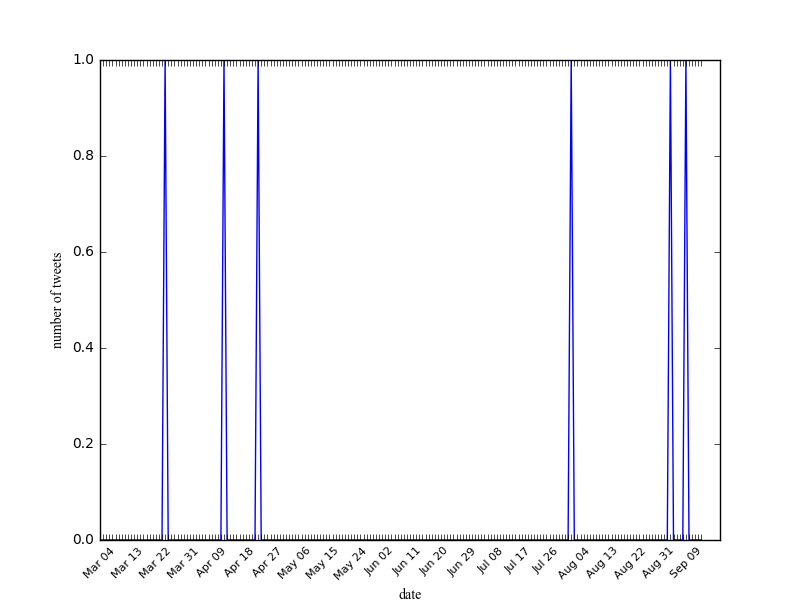 1.0
0.8
0.6
0.4
0.2
0.0
number of tweets
Mar 04 Mar 13 Mar 22 Mar 31 Apr 09 Apr 18 Apr 27 May 06 May 15 May 24 Jun 02 Jun 11 Jun 20 Jun 29 Jul 08 Jul 17 Jul 26 Aug 04 Aug 13 Aug 22 Aug 31 Sep 09
date